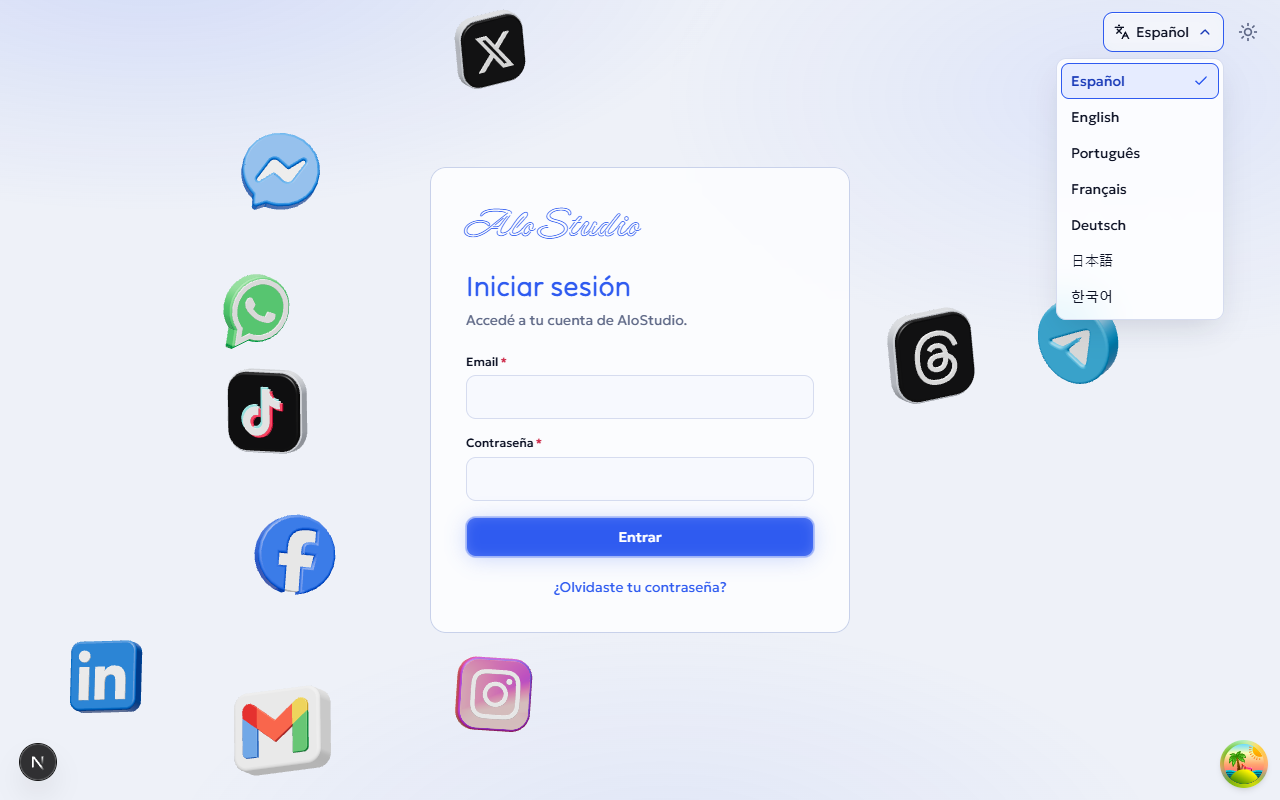 Español
Español
English
Português
Français
Deutsch
日本語
한국어
AloStudio
Iniciar sesión
Accedé a tu cuenta de AloStudio.
Email *
Contraseña *
Entrar
¿Olvidaste tu contraseña?
in
N